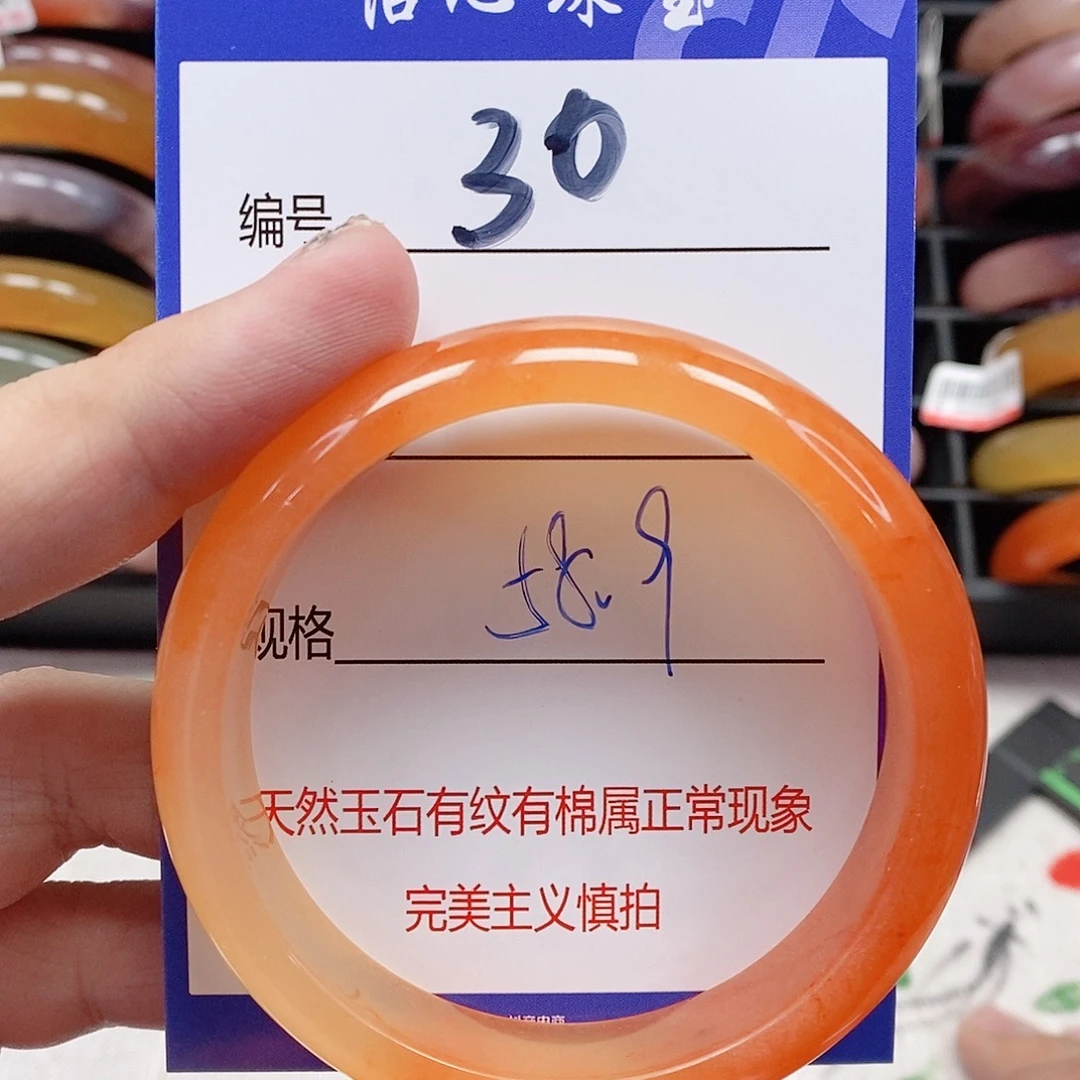 编号 30
规格 58.9
天然玉石有纹有棉属正常现象
完美主义慎拍